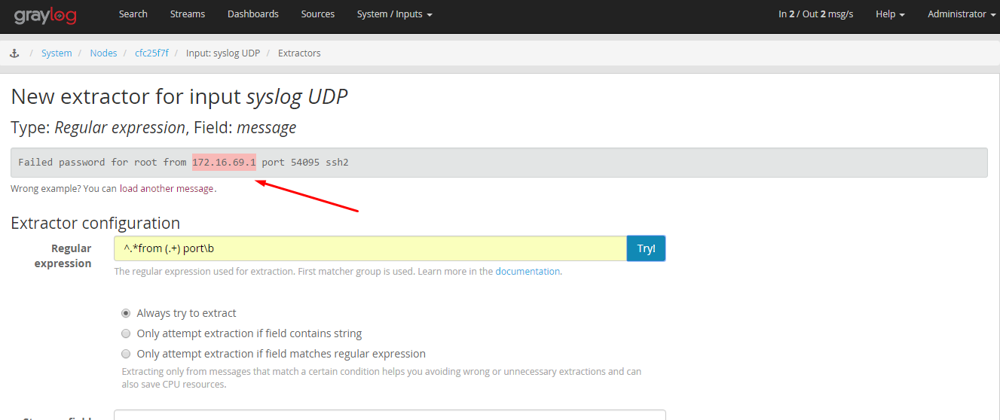 graylog Search Streams Dashboards Sources System / Inputs In 2 / Out 2 msg/s Help Administrator
/ System / Nodes / cfc25f7f / Input: syslog UDP / Extractors
New extractor for input syslog UDP
Type: Regular expression, Field: message
Failed password for root from 172.16.69.1 port 54095 ssh2
Wrong example? You can load another message.
Extractor configuration
Regular expression
^.*from (.+) port\b Try!
The regular expression used for extraction. First matcher group is used. Learn more in the documentation.
Always try to extract
Only attempt extraction if field contains string
Only attempt extraction if field matches regular expression
Extracting only from messages that match a certain condition helps you avoiding wrong or unnecessary extractions and can
also save CPU resources.